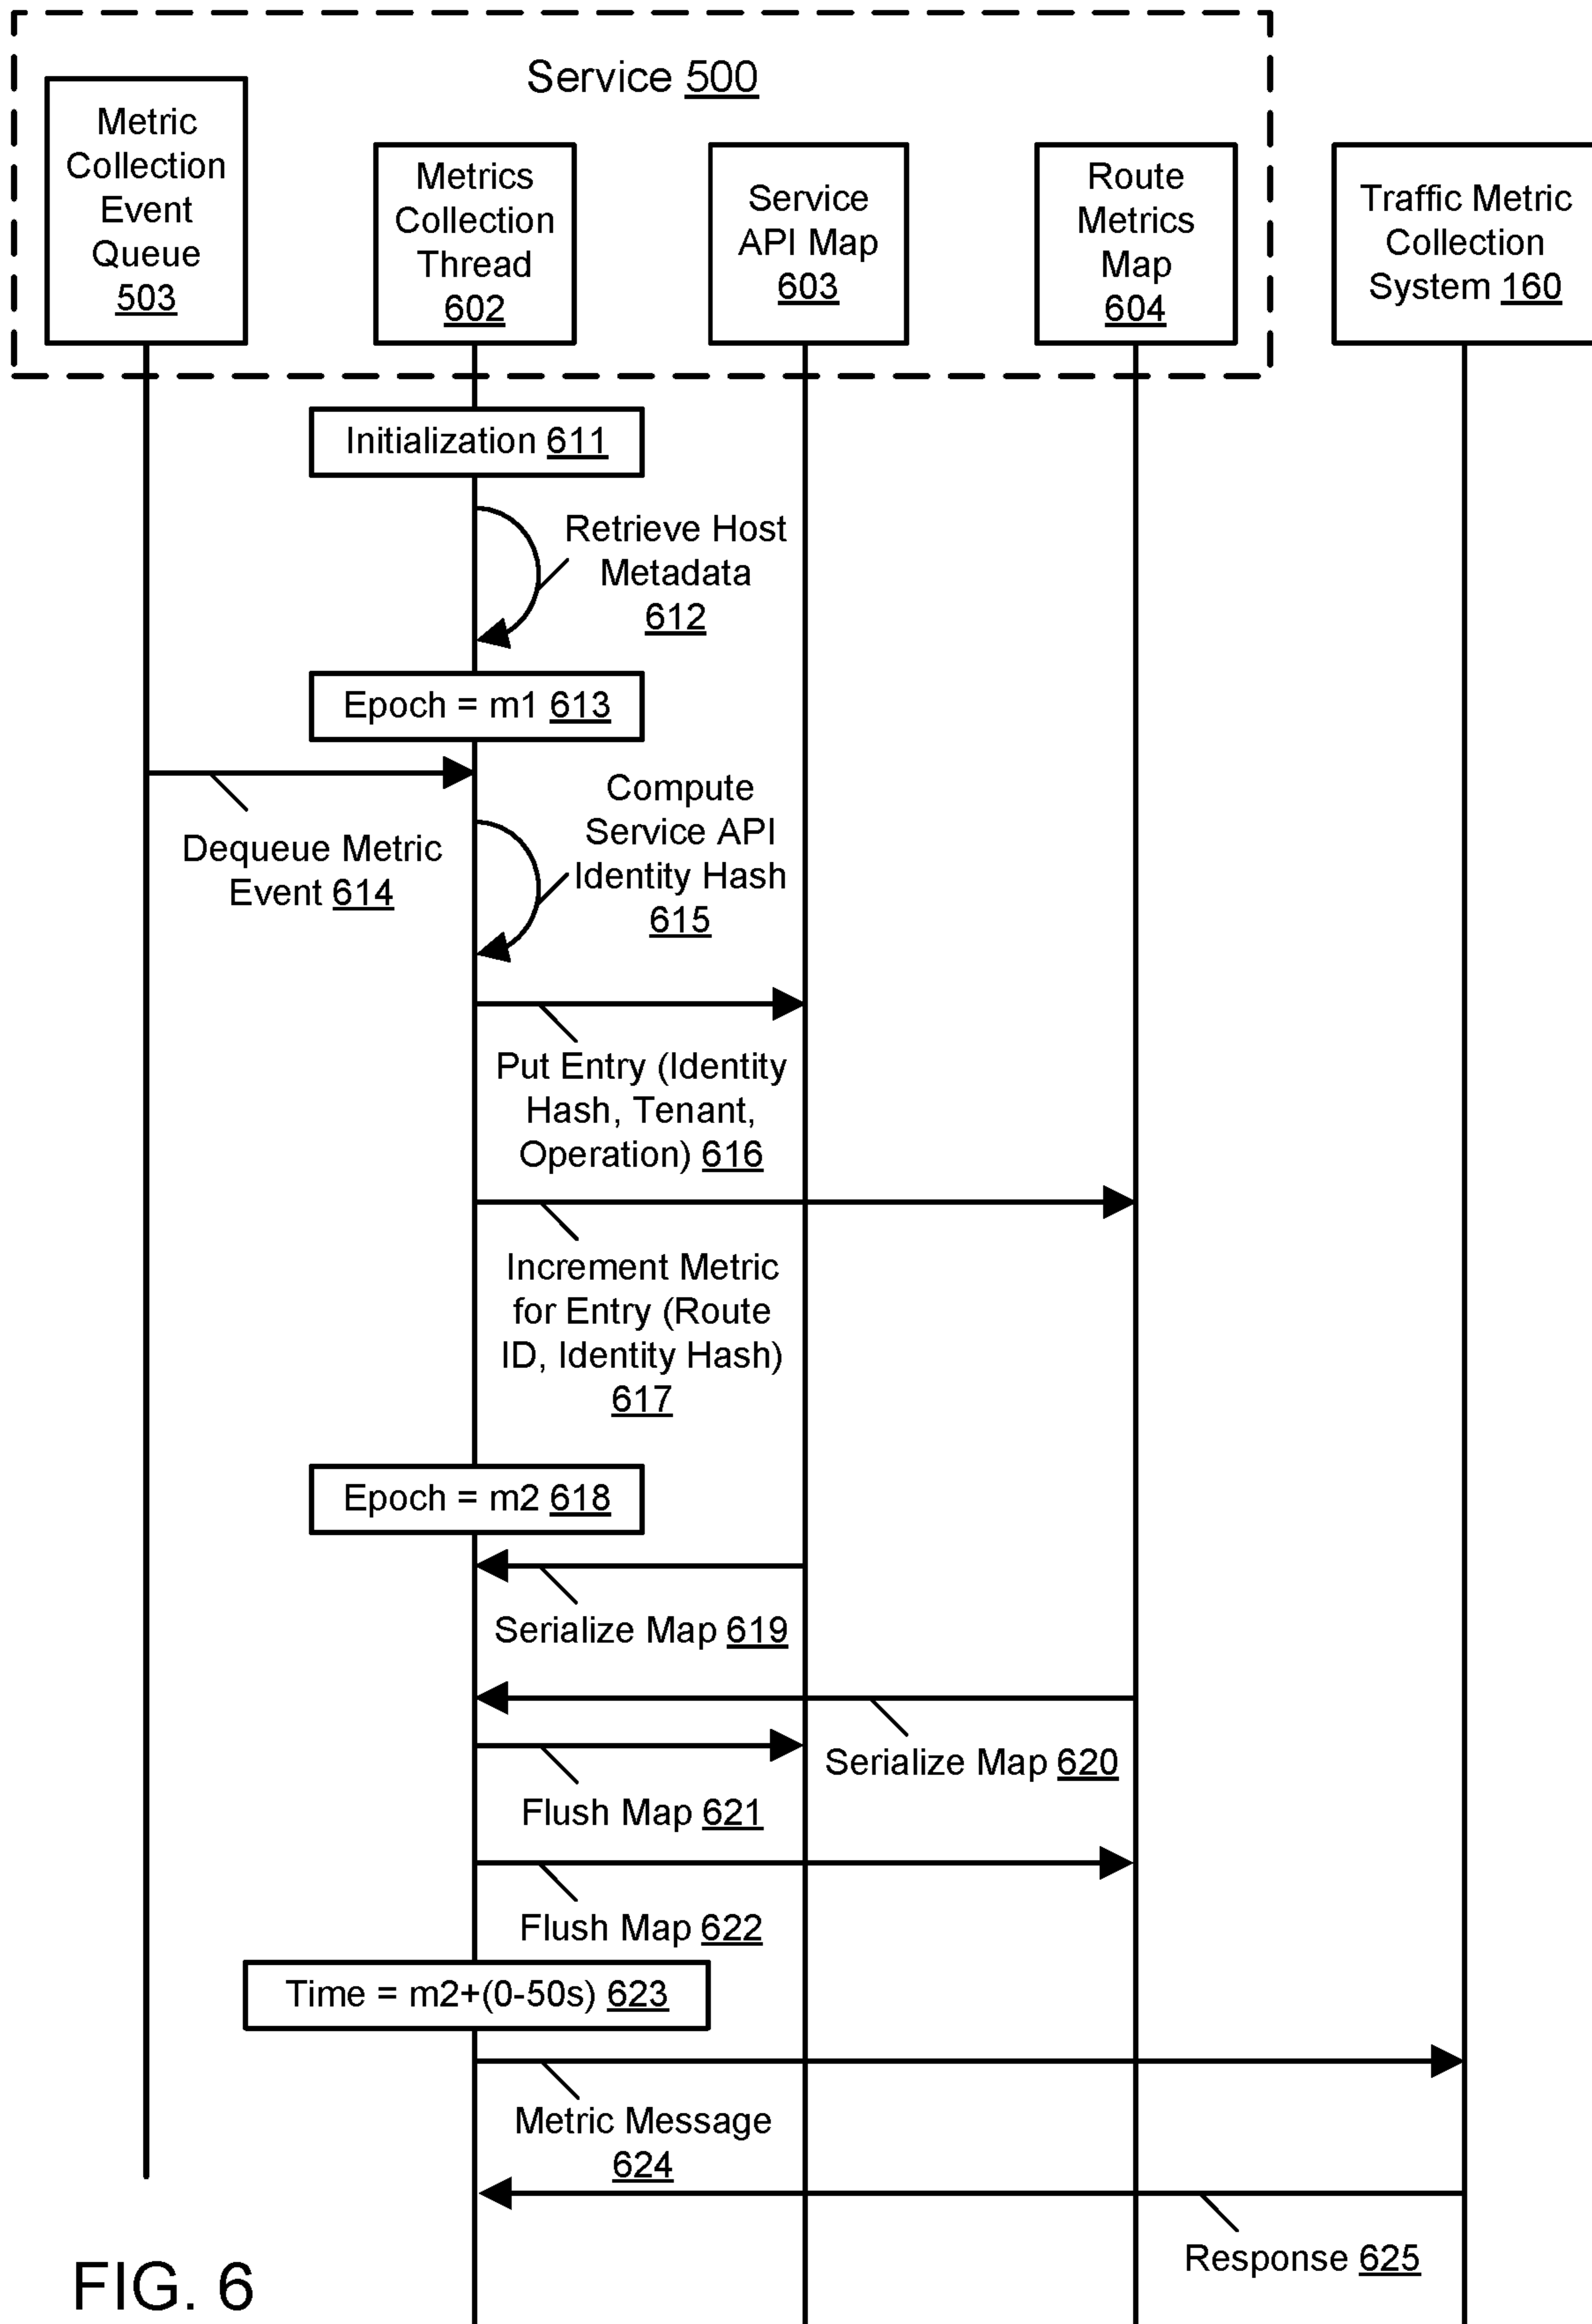 Service 500
Metric
Collection
Event
Queue
503
Metrics
Collection
Thread
602
Service
API Map
603
Route
Metrics
Map
604
Traffic Metric
Collection
System 160
Initialization 611
Retrieve Host
Metadata
612
Epoch = m1 613
Dequeue Metric
Event 614
Compute
Service API
Identity Hash
615
Put Entry (Identity
Hash, Tenant,
Operation) 616
Increment Metric
for Entry (Route
ID, Identity Hash)
617
Epoch = m2 618
Serialize Map 619
Serialize Map 620
Flush Map 621
Flush Map 622
Time = m2+(0-50s) 623
Metric Message
624
Response 625
FIG. 6